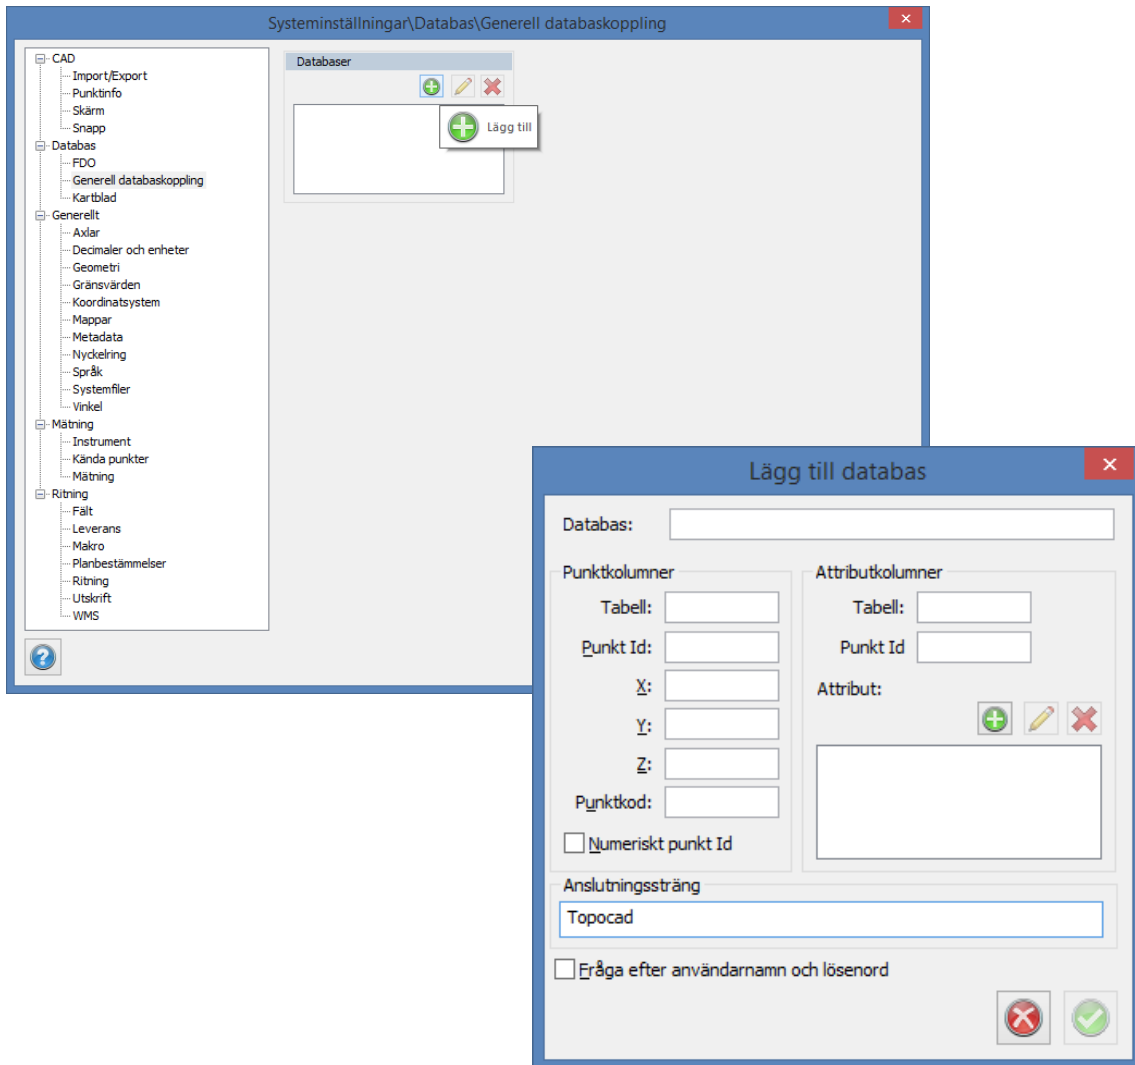 Systeminställningar\Databas\Generell databaskoppling
CAD
Import/Export
Punktinfo
Skärm
Snapp
Databas
FDO
Generell databaskoppling
Kartblad
Generellt
Axlar
Decimaler och enheter
Geometri
Gränsvärden
Koordinatsystem
Mappar
Metadata
Nyckelring
Språk
Systemfiler
Vinkel
Mätning
Instrument
Kända punkter
Mätning
Ritning
Fält
Leverans
Makro
Planbestämmelser
Ritning
Utskrift
WMS
Databaser
Lägg till
Lägg till databas
Databas:
Punktkolumner
Tabell:
Punkt Id:
X:
Y:
Z:
Punktkod:
Numeriskt punkt Id
Attributkolumner
Tabell:
Punkt Id
Attribut:
Anslutningssträng
Topocad
Fråga efter användarnamn och lösenord